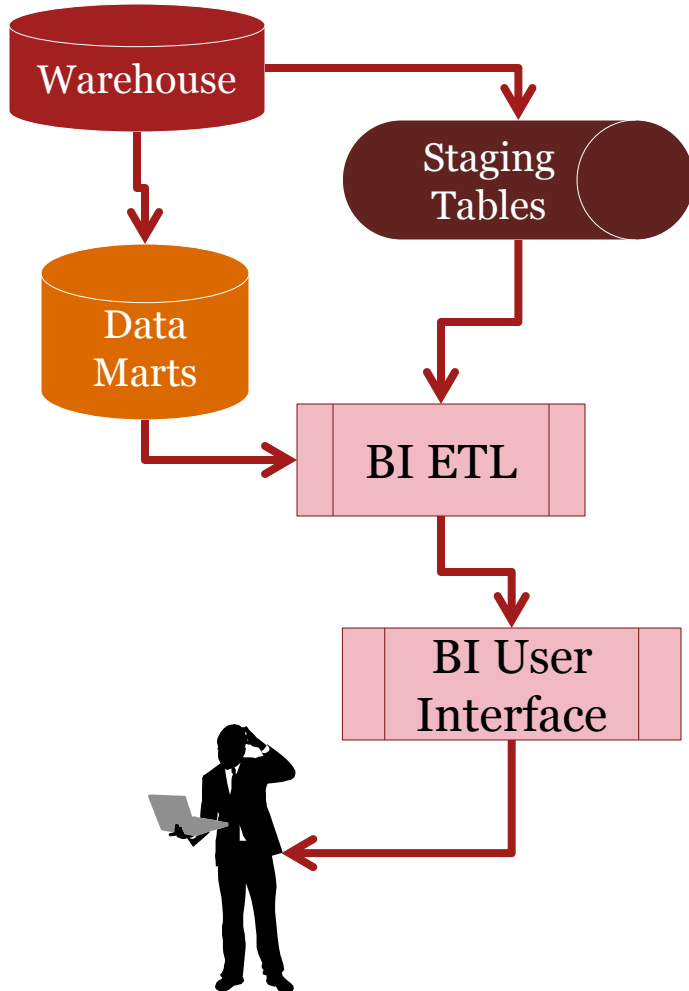 Warehouse
Staging
Tables
Data
Marts
BI ETL
BI User
Interface